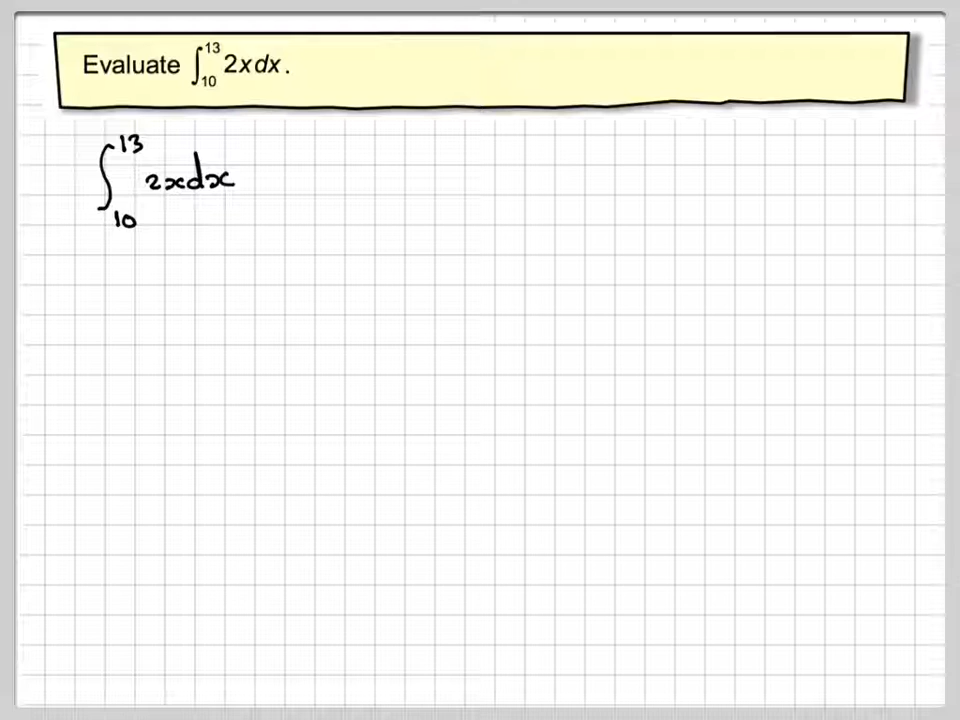 Evaluate ∫₁₀¹³ 2x dx.
∫₁₀¹³ 2xdx